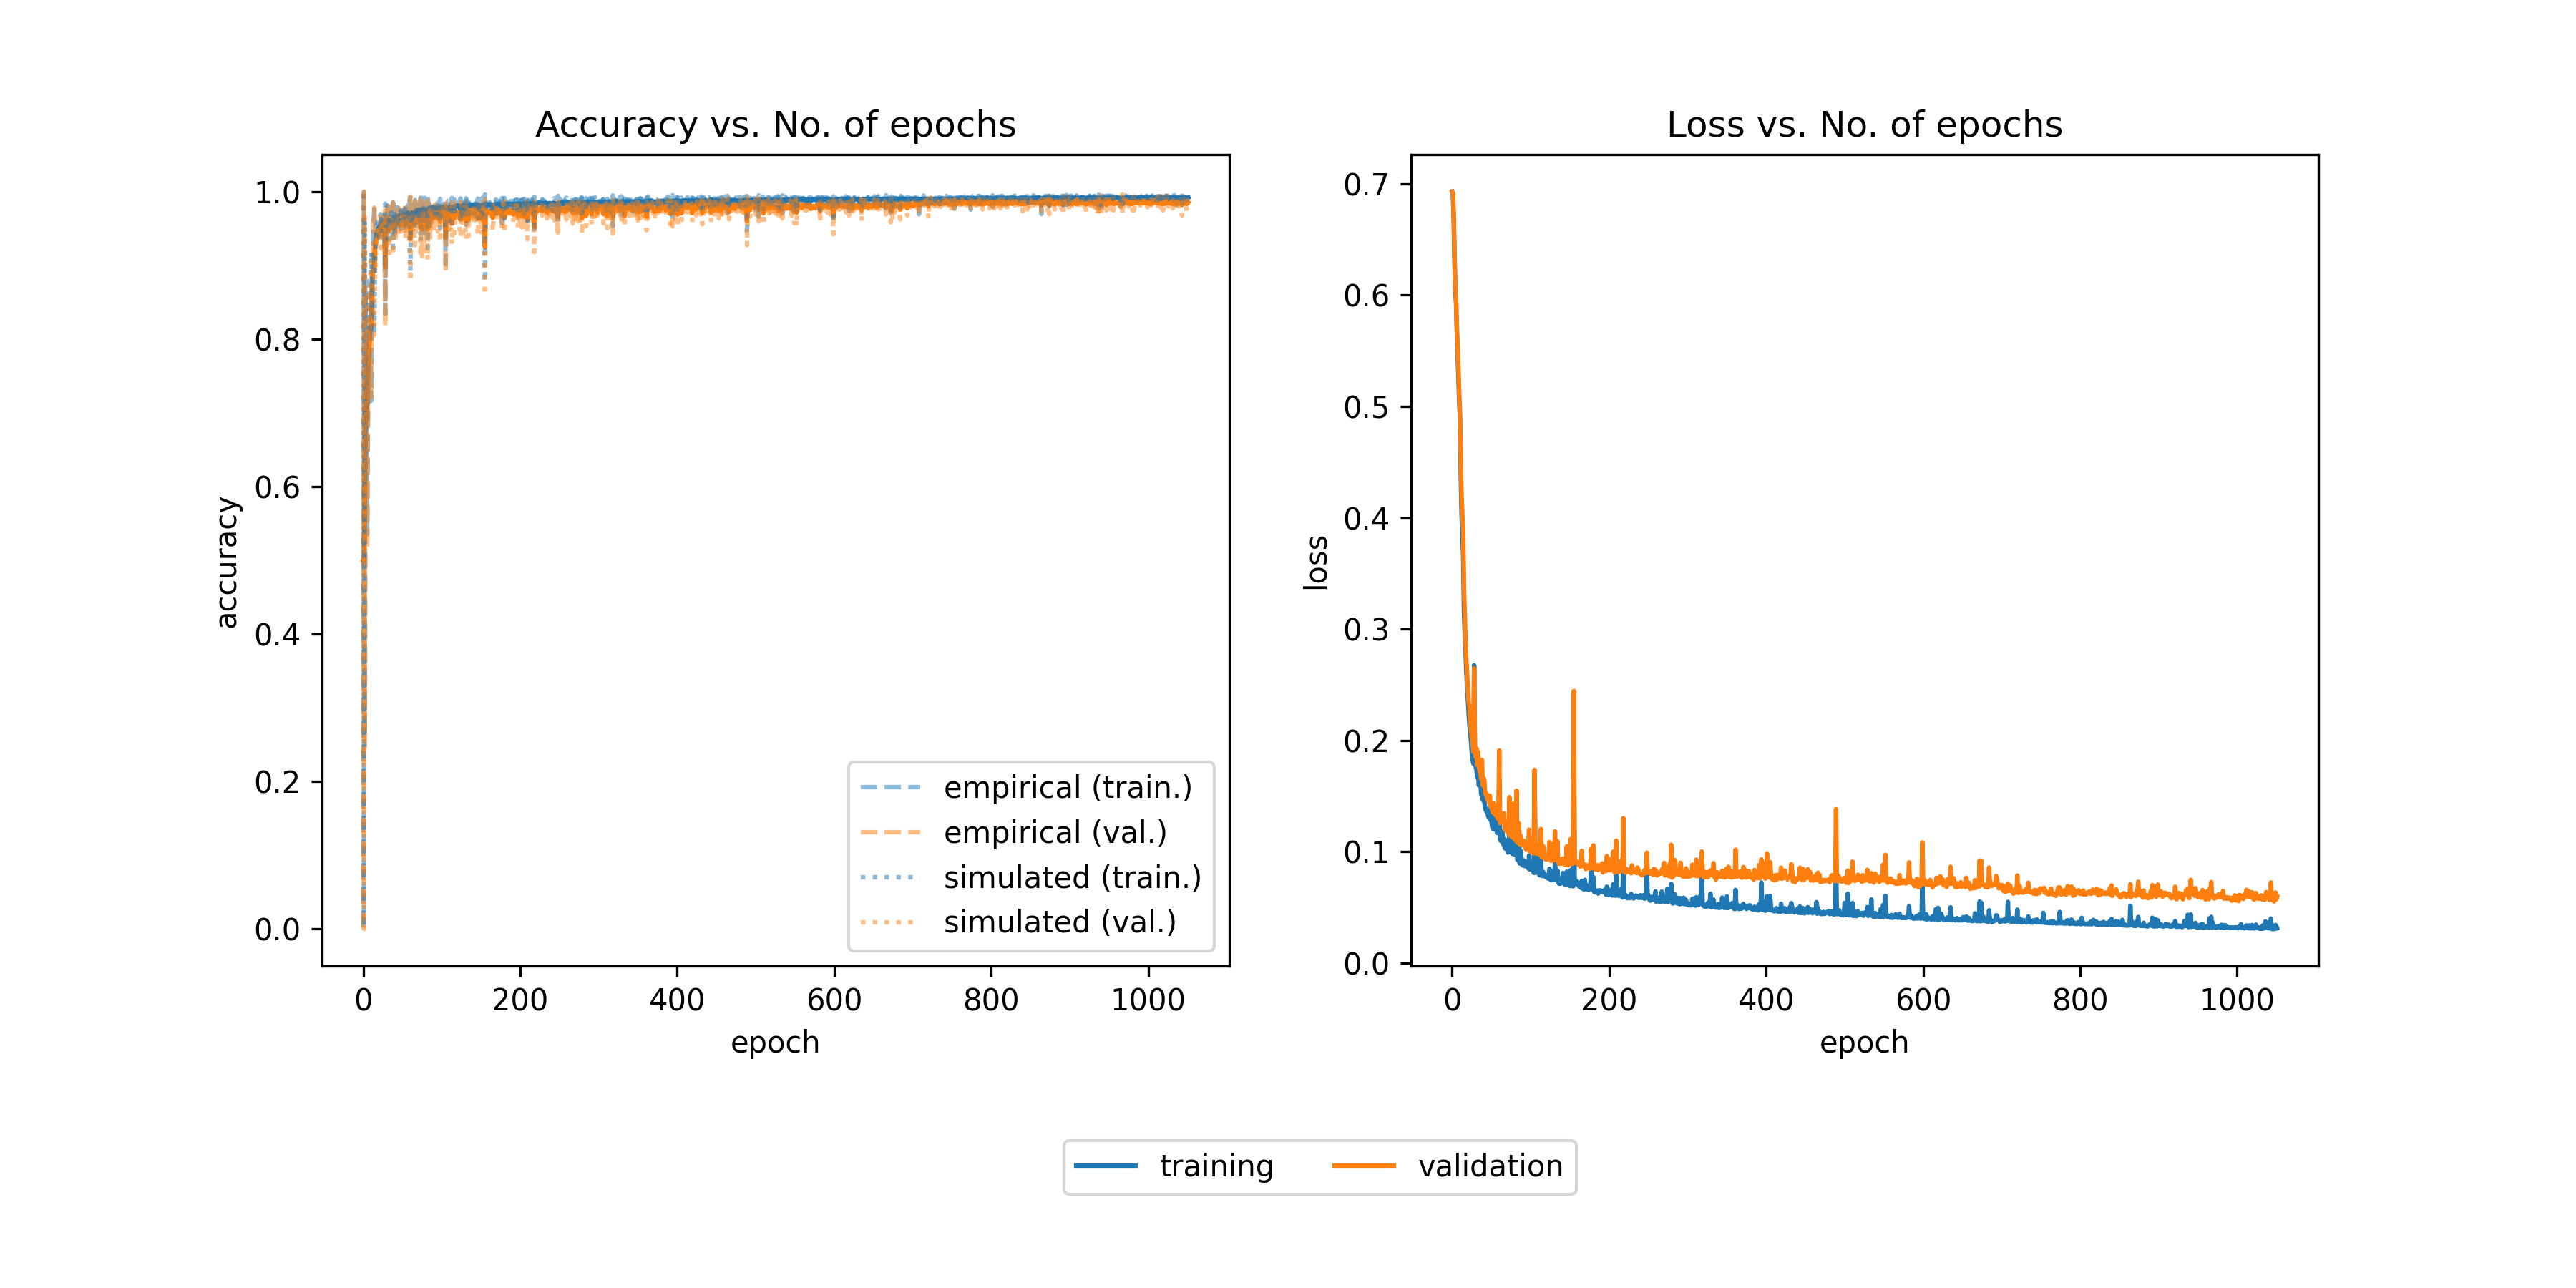 Accuracy vs. No. of epochs
1.0
0.8
0.6
0.4
0.2
0.0
accuracy
0 200 400 600 800 1000
epoch
empirical (train.)
empirical (val.)
simulated (train.)
simulated (val.)
Loss vs. No. of epochs
0.7
0.6
0.5
0.4
0.3
0.2
0.1
0.0
loss
0 200 400 600 800 1000
epoch
training validation